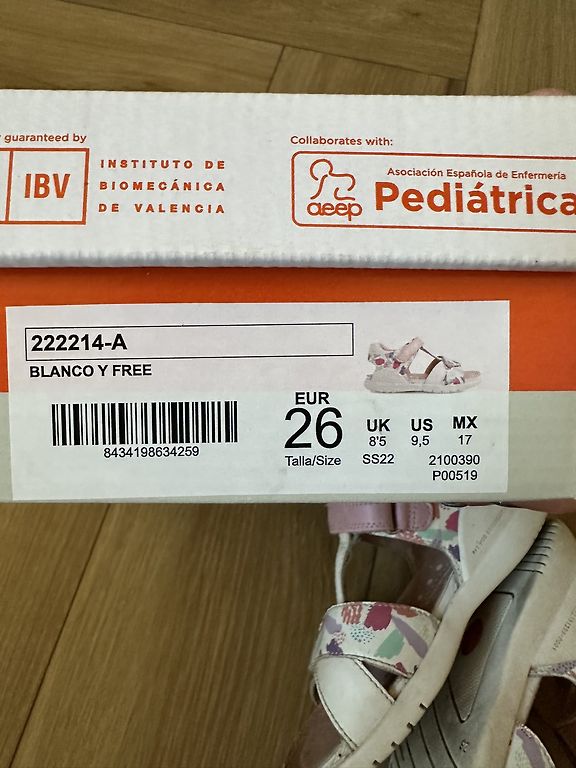 guaranteed by
IBV
INSTITUTO DE
BIOMECÁNICA
DE VALENCIA
Collaborates with:
aeep
Asociación Española de Enfermería
Pediátrica
222214-A
BLANCO Y FREE
8434198634259
EUR
26
Talla/Size
UK
8'5
US
9,5
MX
17
SS22
2100390
P00519